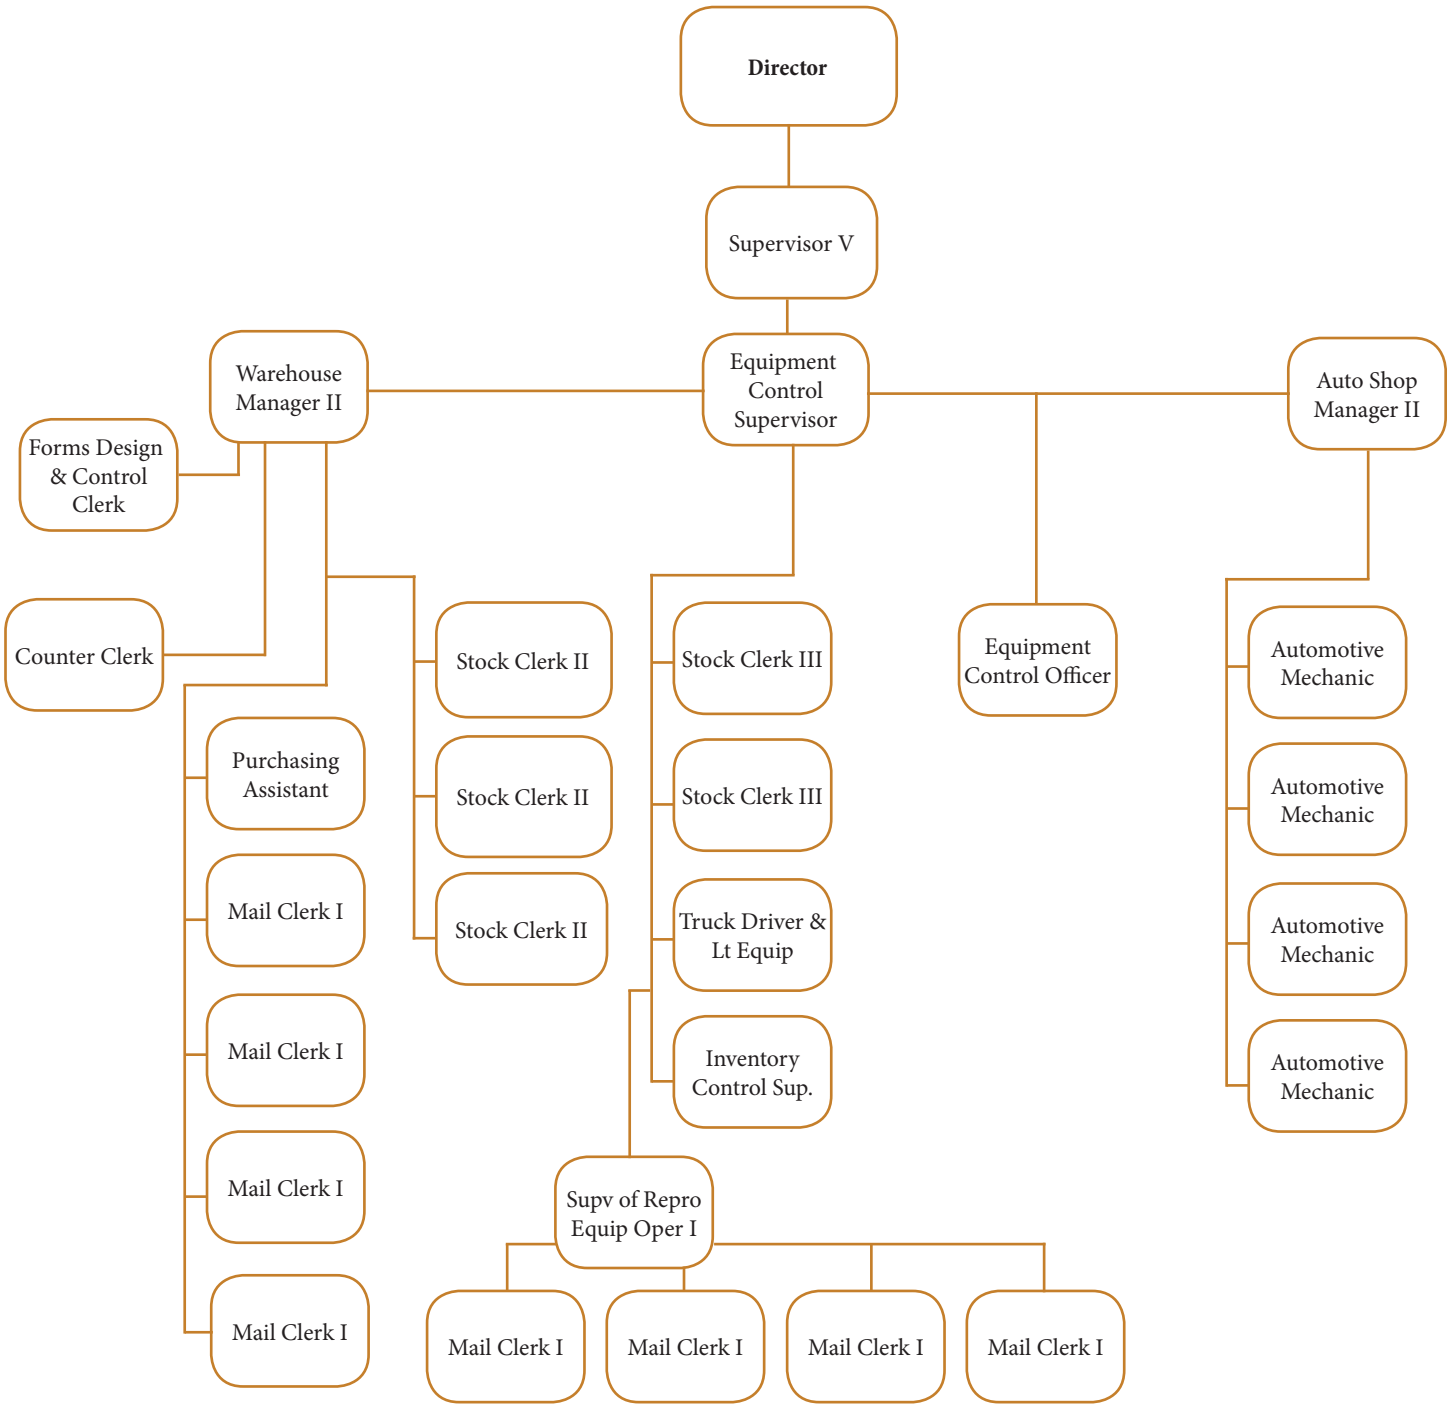 Director
Supervisor V
Warehouse
Manager II
Equipment
Control
Supervisor
Auto Shop
Manager II
Forms Design
& Control
Clerk
Counter Clerk
Purchasing
Assistant
Mail Clerk I
Mail Clerk I
Mail Clerk I
Mail Clerk I
Stock Clerk II
Stock Clerk II
Stock Clerk II
Stock Clerk III
Stock Clerk III
Truck Driver &
Lt Equip
Inventory
Control Sup.
Supv of Repro
Equip Oper I
Mail Clerk I
Mail Clerk I
Mail Clerk I
Mail Clerk I
Equipment
Control Officer
Automotive
Mechanic
Automotive
Mechanic
Automotive
Mechanic
Automotive
Mechanic